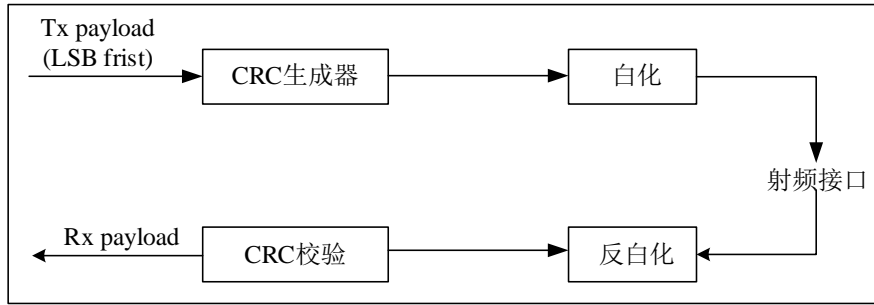 Tx payload
(LSB frist)
CRC生成器
白化
射频接口
Rx payload
CRC校验
反白化